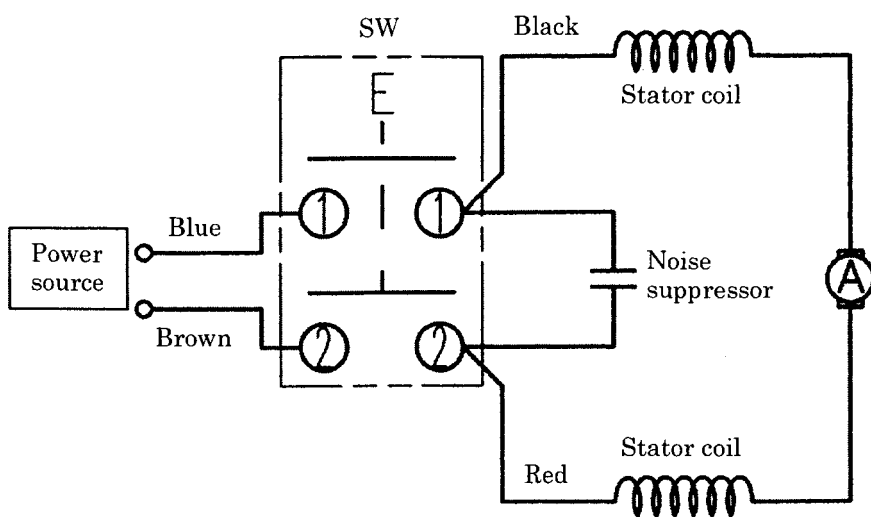 SW
Black
Stator coil
E
1
1
Blue
Power
source
Brown
Noise
suppressor
A
2
2
Stator coil
Red